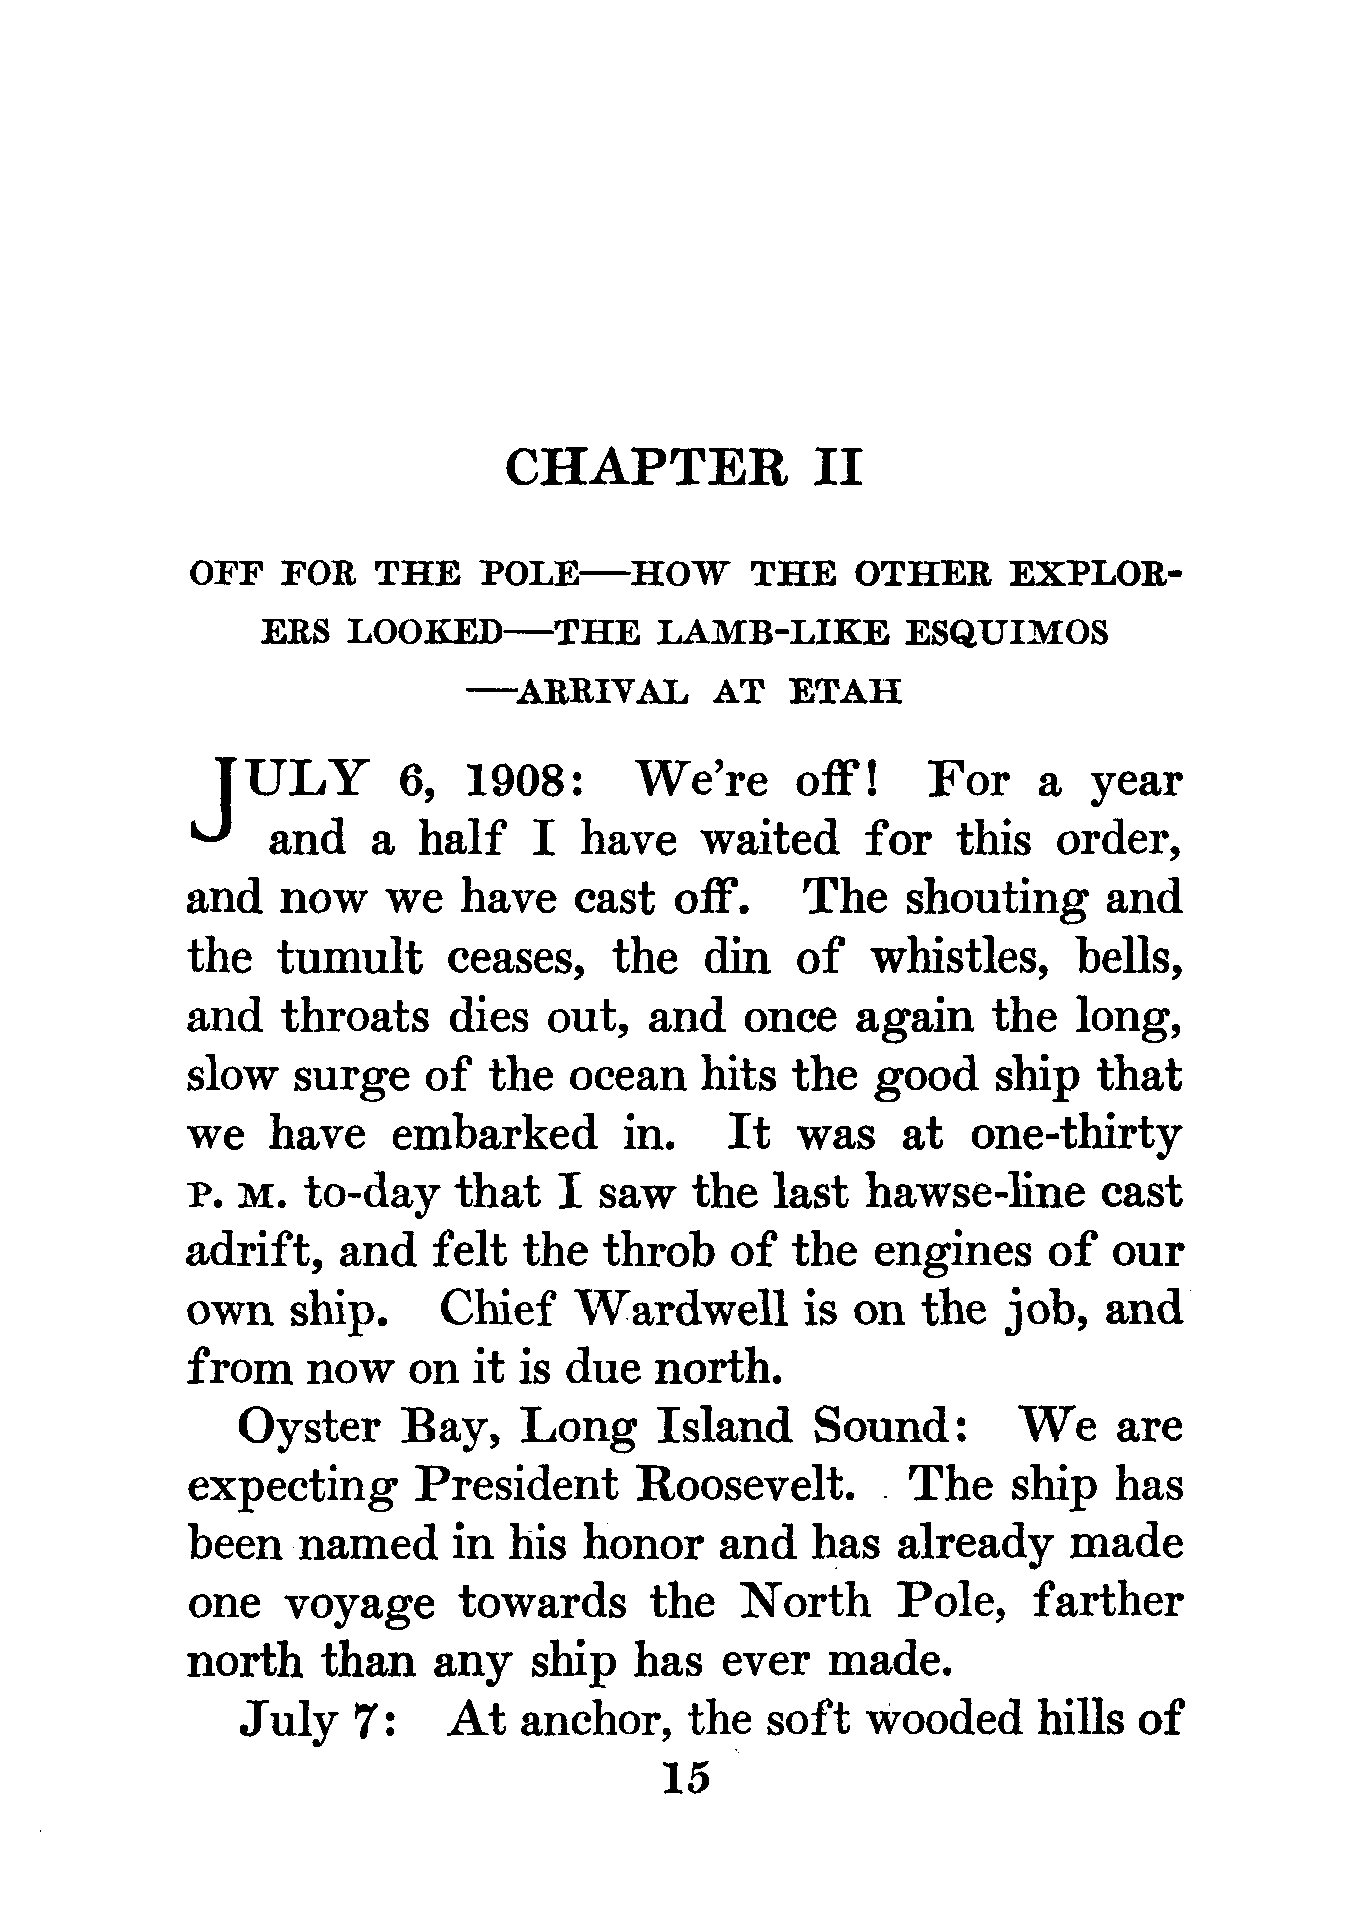 CHAPTER II
OFF FOR THE POLE—HOW THE OTHER EXPLOR-
ERS LOOKED—THE LAMB-LIKE ESQUIMOS
—ARRIVAL AT ETAH
JULY 6, 1908: We're off! For a year
and a half I have waited for this order,
and now we have cast off. The shouting and
the tumult ceases, the din of whistles, bells,
and throats dies out, and once again the long,
slow surge of the ocean hits the good ship that
we have embarked in. It was at one-thirty
P. M. to-day that I saw the last hawse-line cast
adrift, and felt the throb of the engines of our
own ship. Chief Wardwell is on the job, and
from now on it is due north.
Oyster Bay, Long Island Sound: We are
expecting President Roosevelt. The ship has
been named in his honor and has already made
one voyage towards the North Pole, farther
north than any ship has ever made.
July 7: At anchor, the soft wooded hills of
15